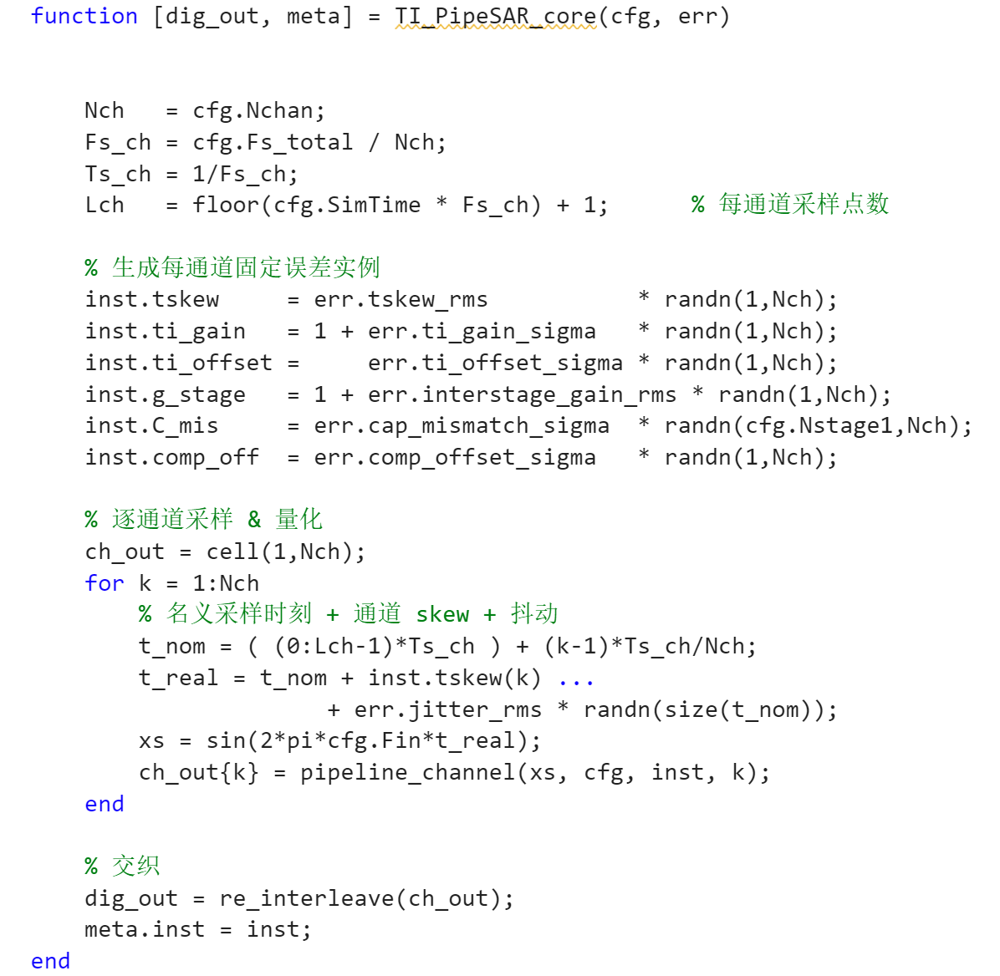 function [dig_out, meta] = TI_PipeSAR_core(cfg, err)
Nch = cfg.Nchan;
Fs_ch = cfg.Fs_total / Nch;
Ts_ch = 1/Fs_ch;
Lch = floor(cfg.SimTime * Fs_ch) + 1; % 每通道采样点数
% 生成每通道固定误差实例
inst.tskew = err.tskew_rms * randn(1,Nch);
inst.ti_gain = 1 + err.ti_gain_sigma * randn(1,Nch);
inst.ti_offset = err.ti_offset_sigma * randn(1,Nch);
inst.g_stage = 1 + err.interstage_gain_rms * randn(1,Nch);
inst.C_mis = err.cap_mismatch_sigma * randn(cfg.Nstage1,Nch);
inst.comp_off = err.comp_offset_sigma * randn(1,Nch);
% 逐通道采样 & 量化
ch_out = cell(1,Nch);
for k = 1:Nch
% 名义采样时刻 + 通道 skew + 抖动
t_nom = ( (0:Lch-1)*Ts_ch ) + (k-1)*Ts_ch/Nch;
t_real = t_nom + inst.tskew(k) ...
+ err.jitter_rms * randn(size(t_nom));
xs = sin(2*pi*cfg.Fin*t_real);
ch_out{k} = pipeline_channel(xs, cfg, inst, k);
end
% 交织
dig_out = re_interleave(ch_out);
meta.inst = inst;
end